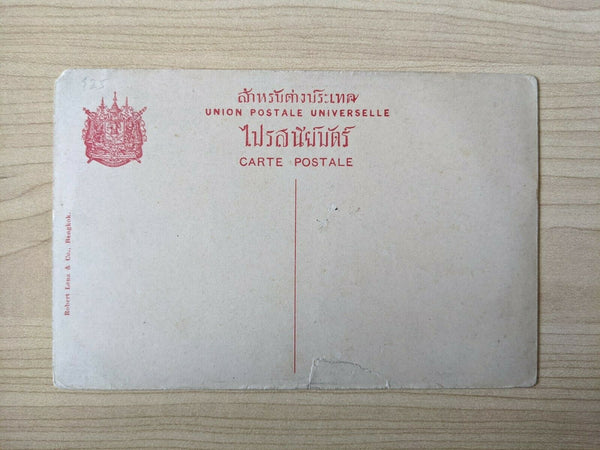 525
สำหรับต่างประเทศ
UNION POSTALE UNIVERSELLE
ไปรสนียบัตร์
CARTE POSTALE
Robert Lenz & Co., Bangkok.